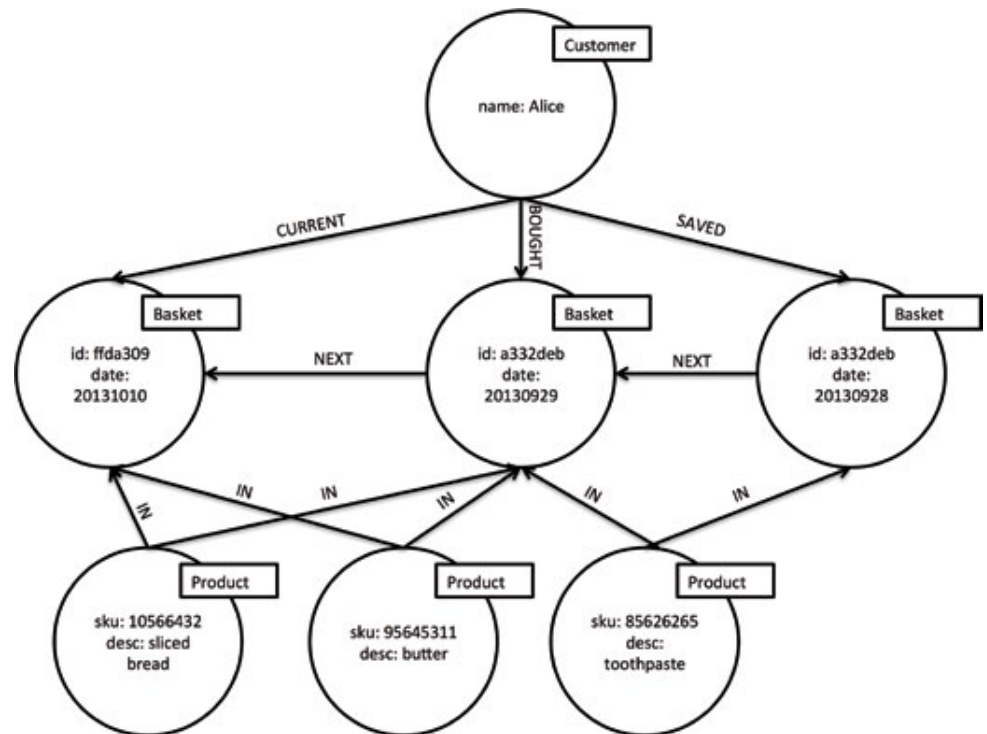 Customer
name: Alice
CURRENT
BOUGHT
SAVED
Basket
id: ffda309
date:
20131010
NEXT
Basket
id: a332deb
date:
20130929
NEXT
Basket
id: a332deb
date:
20130928
IN
IN
IN
IN
IN
IN
Product
sku: 10566432
desc: sliced
bread
Product
sku: 95645311
desc: butter
Product
sku: 85626265
desc:
toothpaste